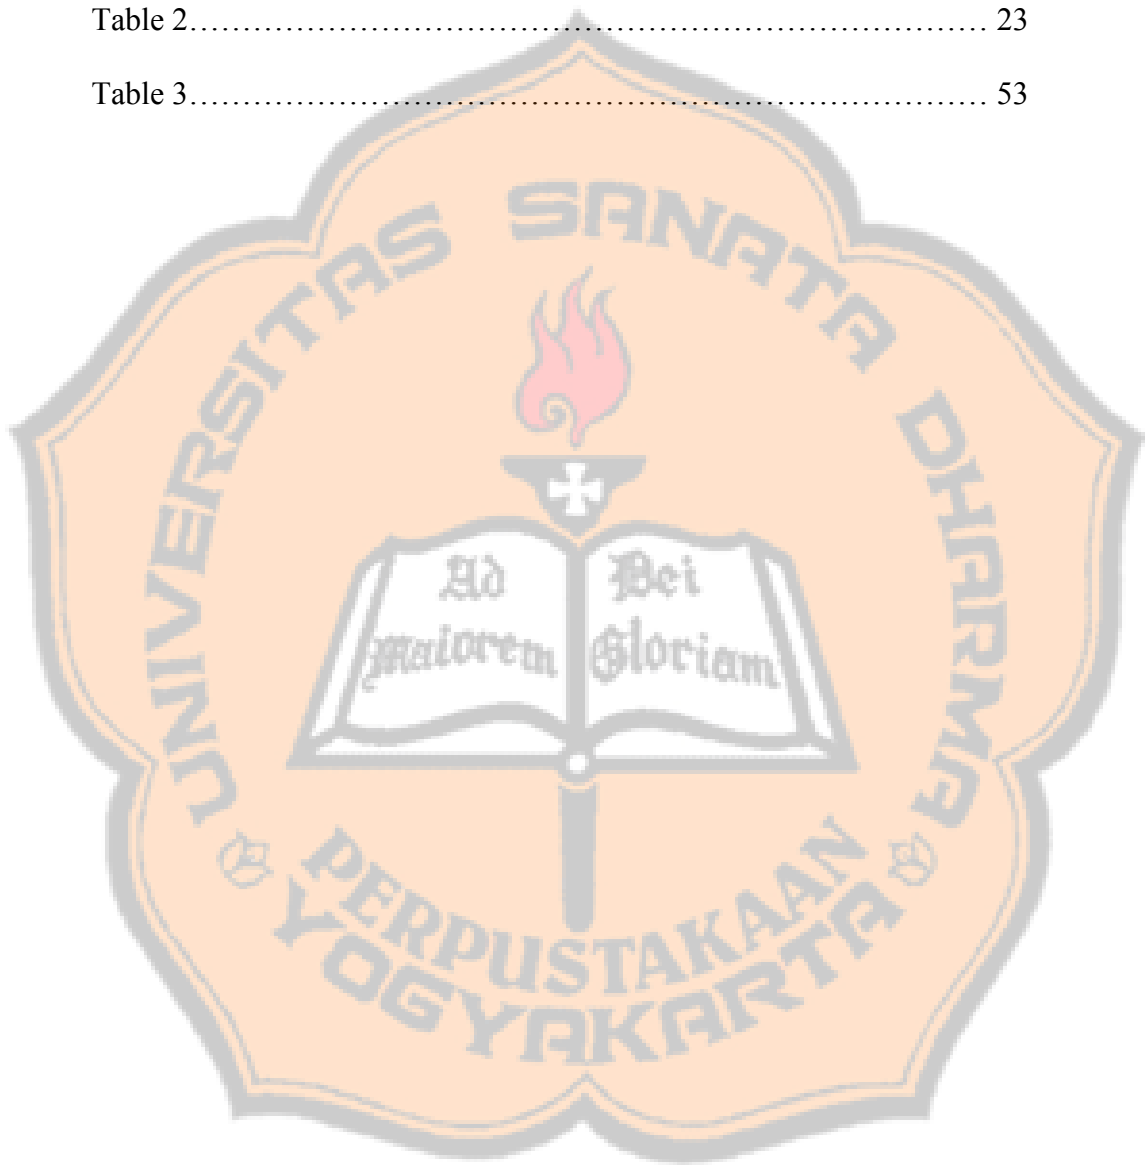 Table 2…………………………………………………………………………… 23
Table 3…………………………………………………………………………… 53
UNIVERSITAS SANATA DHARMA
Ad
Maiorem
Dei
Gloriam
PERPUSTAKAAN
YOGYAKARTA